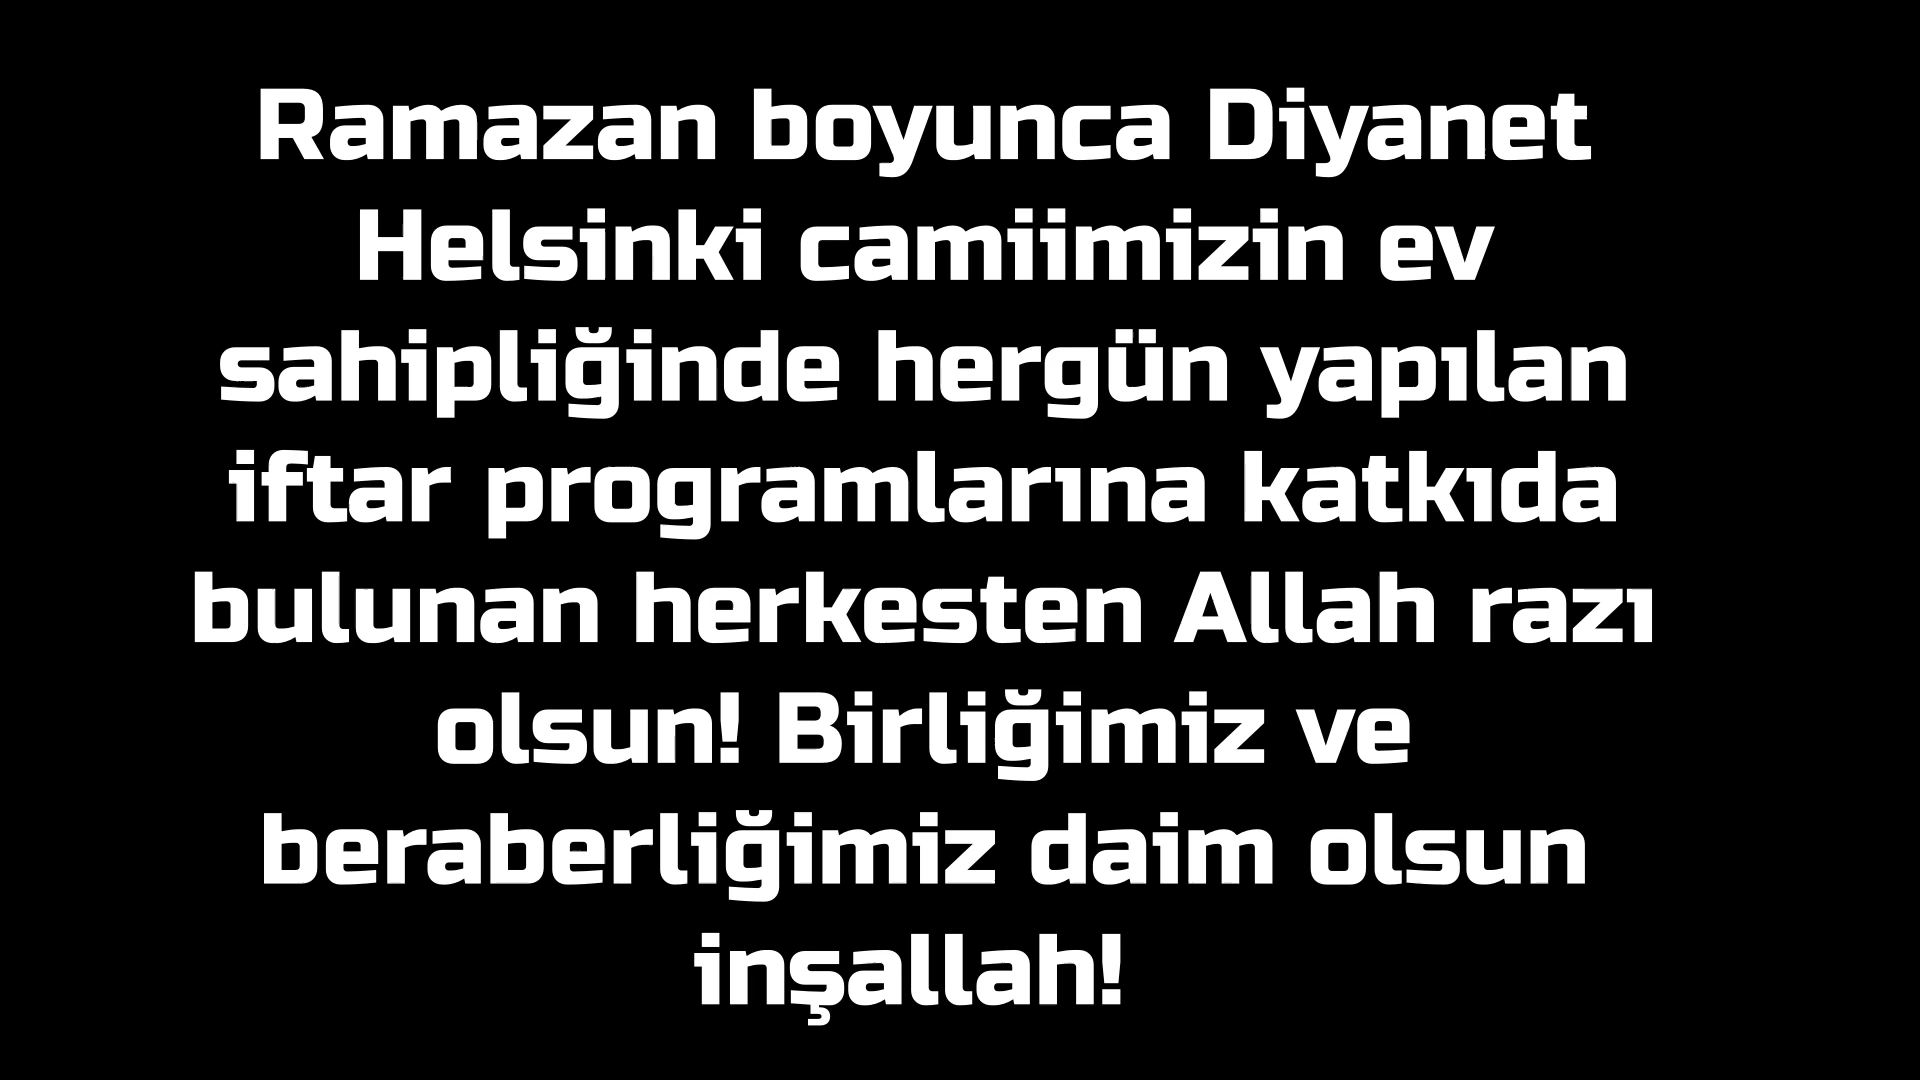 Ramazan boyunca Diyanet
Helsinki camiimizin ev
sahipliğinde hergün yapılan
iftar programlarına katkıda
bulunan herkesten Allah razı
olsun! Birliğimiz ve
beraberliğimiz daim olsun
inşallah!